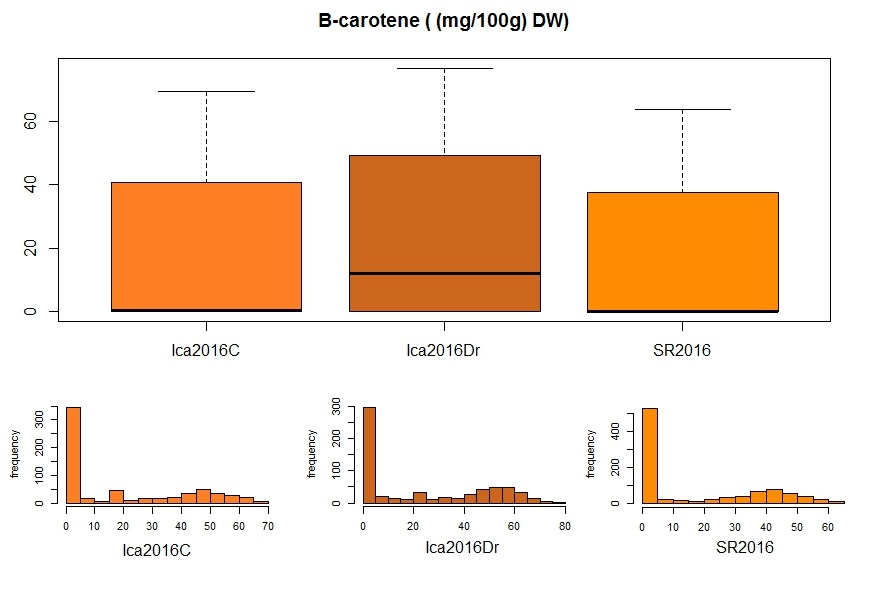 B-carotene ( (mg/100g) DW)
60
40
20
0
Ica2016C Ica2016Dr SR2016
frequency
300
200
100
0
0 10 20 30 40 50 60 70
Ica2016C
frequency
300
200
100
0
0 20 40 60 80
Ica2016Dr
frequency
400
200
0
0 10 20 30 40 50 60
SR2016